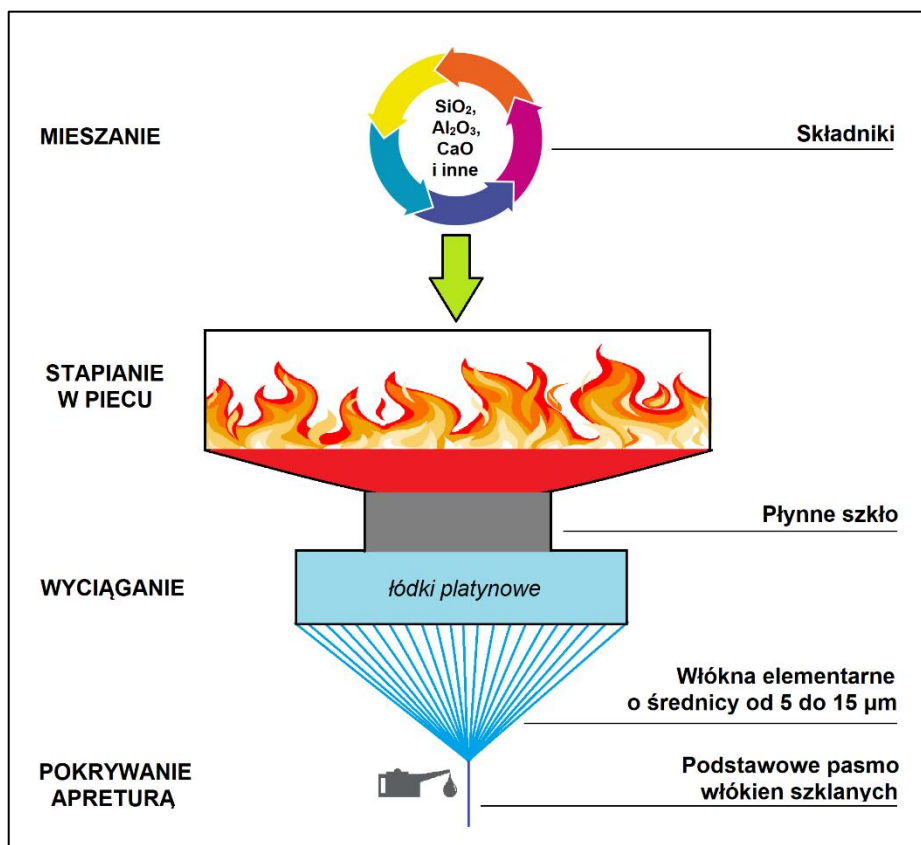 MIESZANIE
SiO₂,
Al₂O₃,
CaO
i inne
Składniki
STAPIANIE
W PIECU
Płynne szkło
WYCIĄGANIE
łódki platynowe
Włókna elementarne
o średnicy od 5 do 15 µm
POKRYWANIE
APRETURĄ
Podstawowe pasmo
włókien szklanych